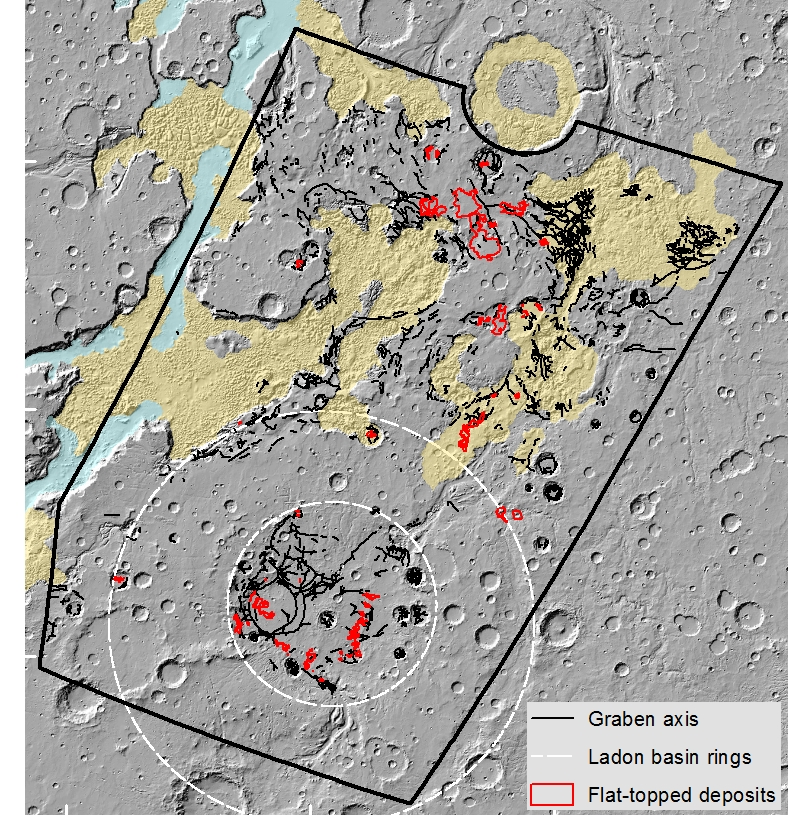 Graben axis
Ladon basin rings
Flat-topped deposits